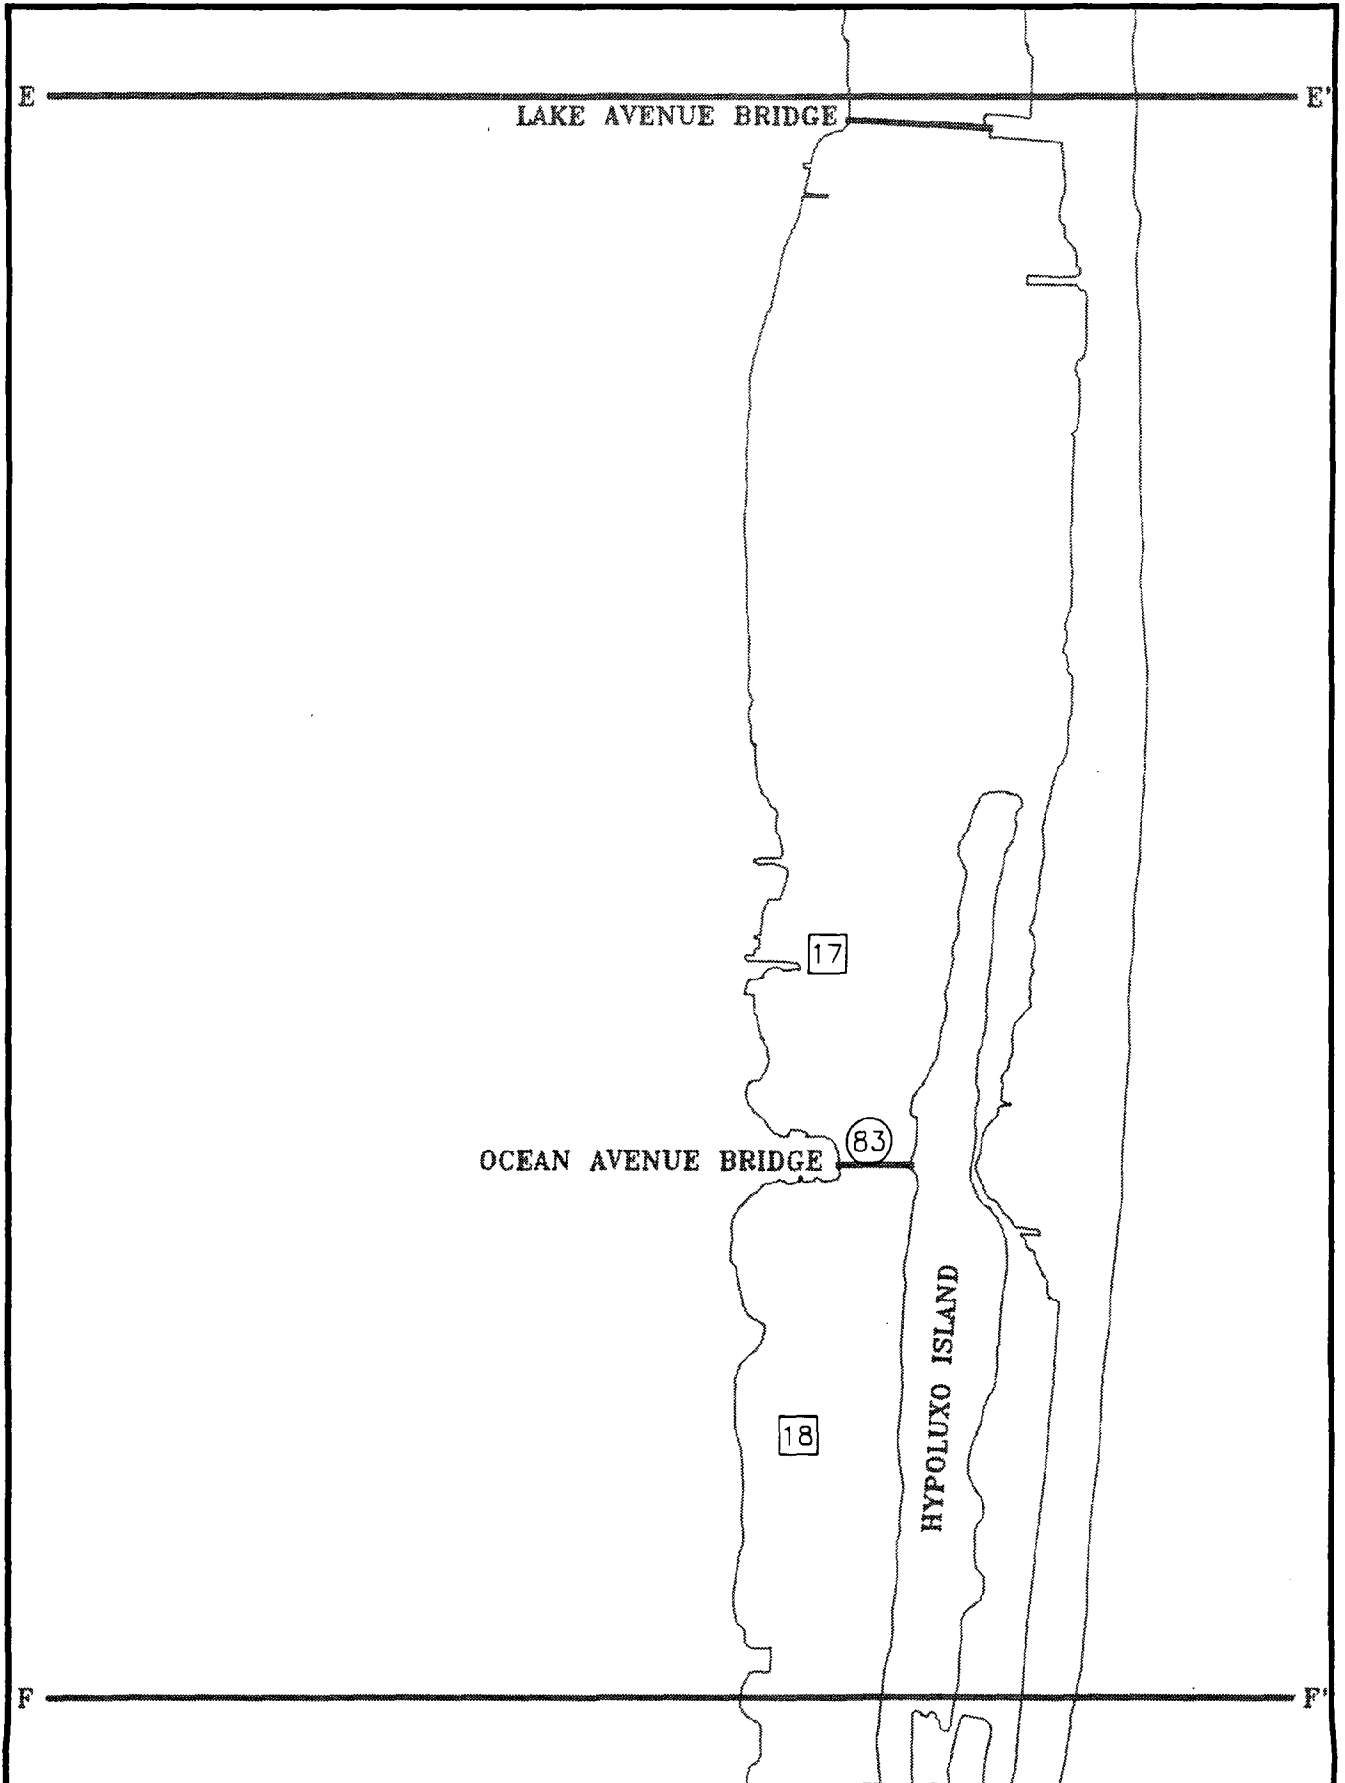 E E'
LAKE AVENUE BRIDGE
17
83
OCEAN AVENUE BRIDGE
HYPOLUXO ISLAND
18
F F'